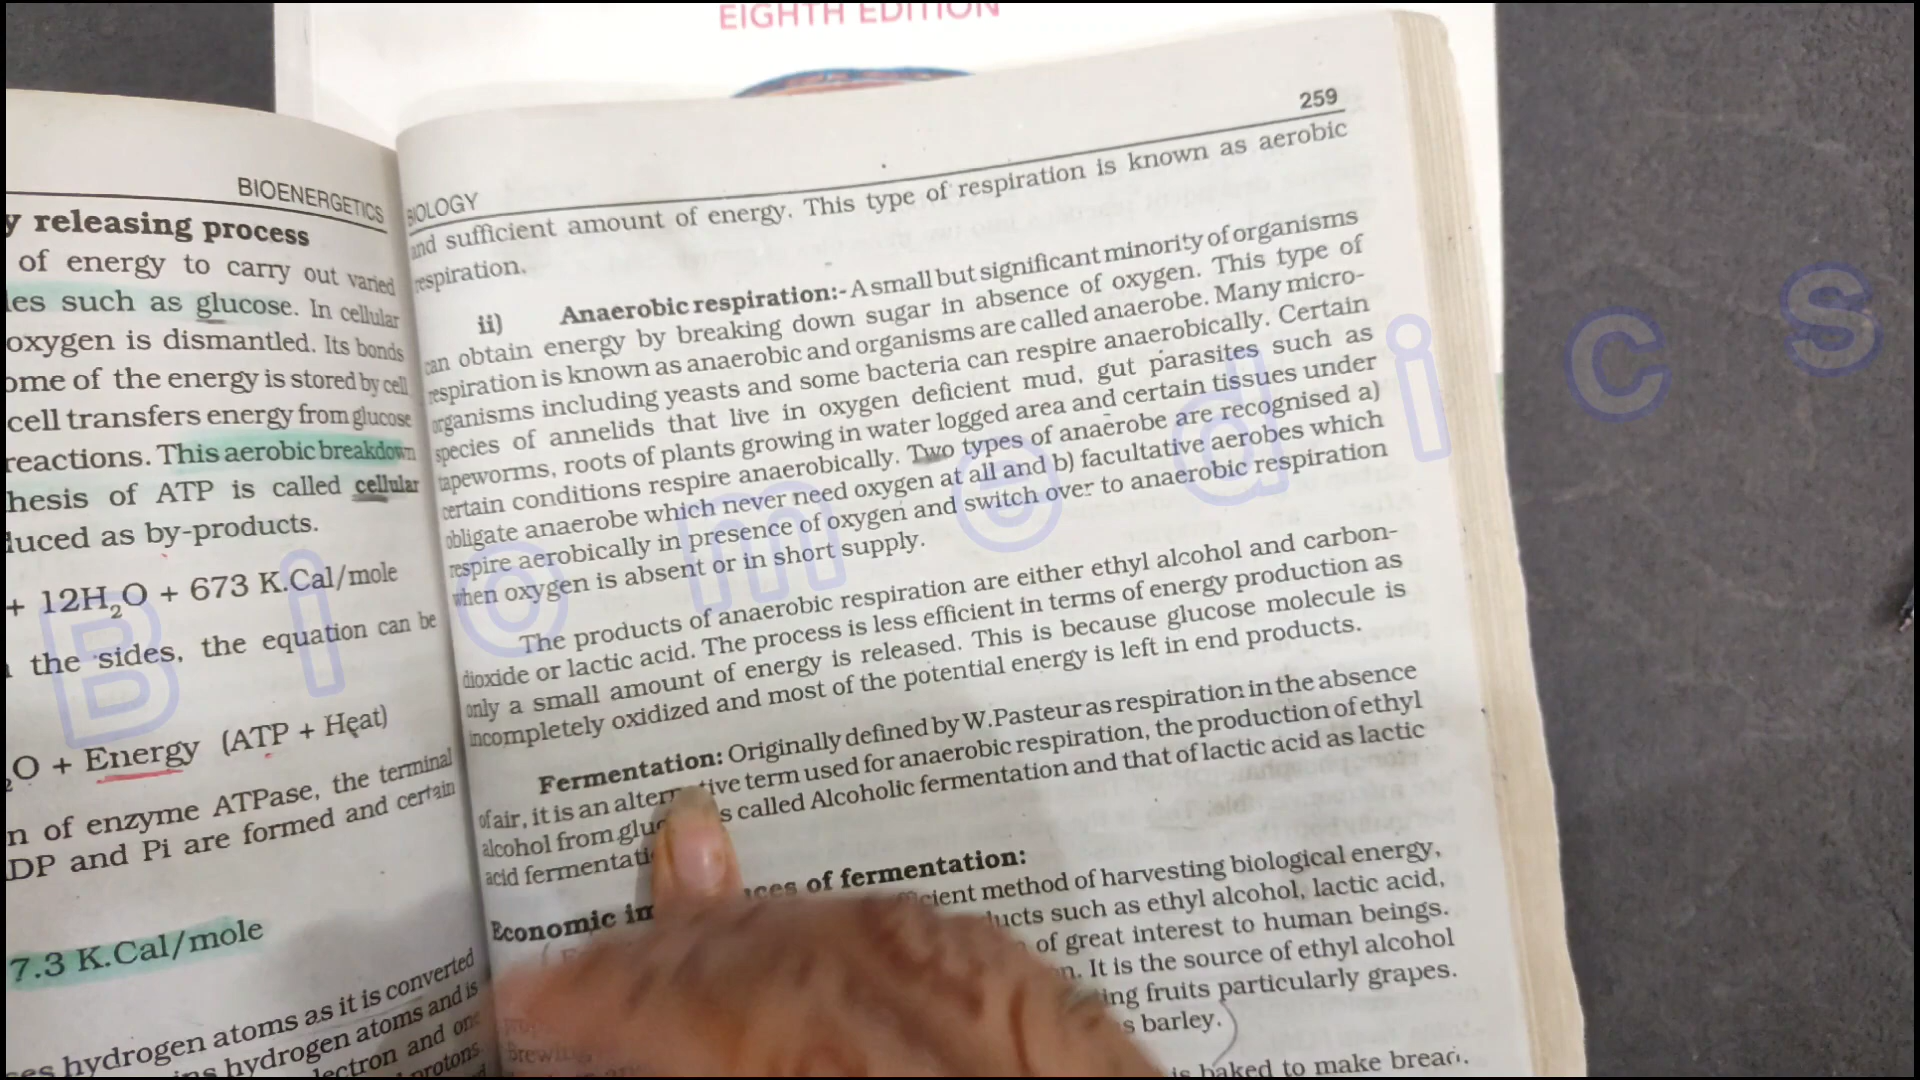 EIGHTH EDITION
BIOENERGETICS
y releasing process
of energy to carry out varied
les such as glucose. In cellular
oxygen is dismantled. Its bonds
ome of the energy is stored by cell
cell transfers energy from glucose
reactions. This aerobic breakdown
hesis of ATP is called cellular
duced as by-products.
+ 12H₂O + 673 K.Cal/mole
the sides, the equation can be
₂O + Energy (ATP + Heat)
n of enzyme ATPase, the terminal
DP and Pi are formed and certain
7.3 K.Cal/mole
es hydrogen atoms as it is converted
ns hydrogen atoms and is
lectron and one
protons
259
BIOLOGY
and sufficient amount of energy. This type of respiration is known as aerobic
respiration.
ii) Anaerobic respiration:- A small but significant minority of organisms
can obtain energy by breaking down sugar in absence of oxygen. This type of
respiration is known as anaerobic and organisms are called anaerobe. Many micro-
organisms including yeasts and some bacteria can respire anaerobically. Certain
species of annelids that live in oxygen deficient mud, gut parasites such as
tapeworms, roots of plants growing in water logged area and certain tissues under
certain conditions respire anaerobically. Two types of anaerobe are recognised a)
obligate anaerobe which never need oxygen at all and b) facultative aerobes which
respire aerobically in presence of oxygen and switch over to anaerobic respiration
when oxygen is absent or in short supply.
The products of anaerobic respiration are either ethyl alcohol and carbon-
dioxide or lactic acid. The process is less efficient in terms of energy production as
only a small amount of energy is released. This is because glucose molecule is
incompletely oxidized and most of the potential energy is left in end products.
Fermentation: Originally defined by W.Pasteur as respiration in the absence
of air, it is an alternative term used for anaerobic respiration, the production of ethyl
alcohol from gluc s called Alcoholic fermentation and that of lactic acid as lactic
acid fermentati
Economic im ces of fermentation:
cient method of harvesting biological energy,
ducts such as ethyl alcohol, lactic acid,
of great interest to human beings.
n. It is the source of ethyl alcohol
ting fruits particularly grapes.
s barley.
Brewing
is baked to make bread.
Biomedics